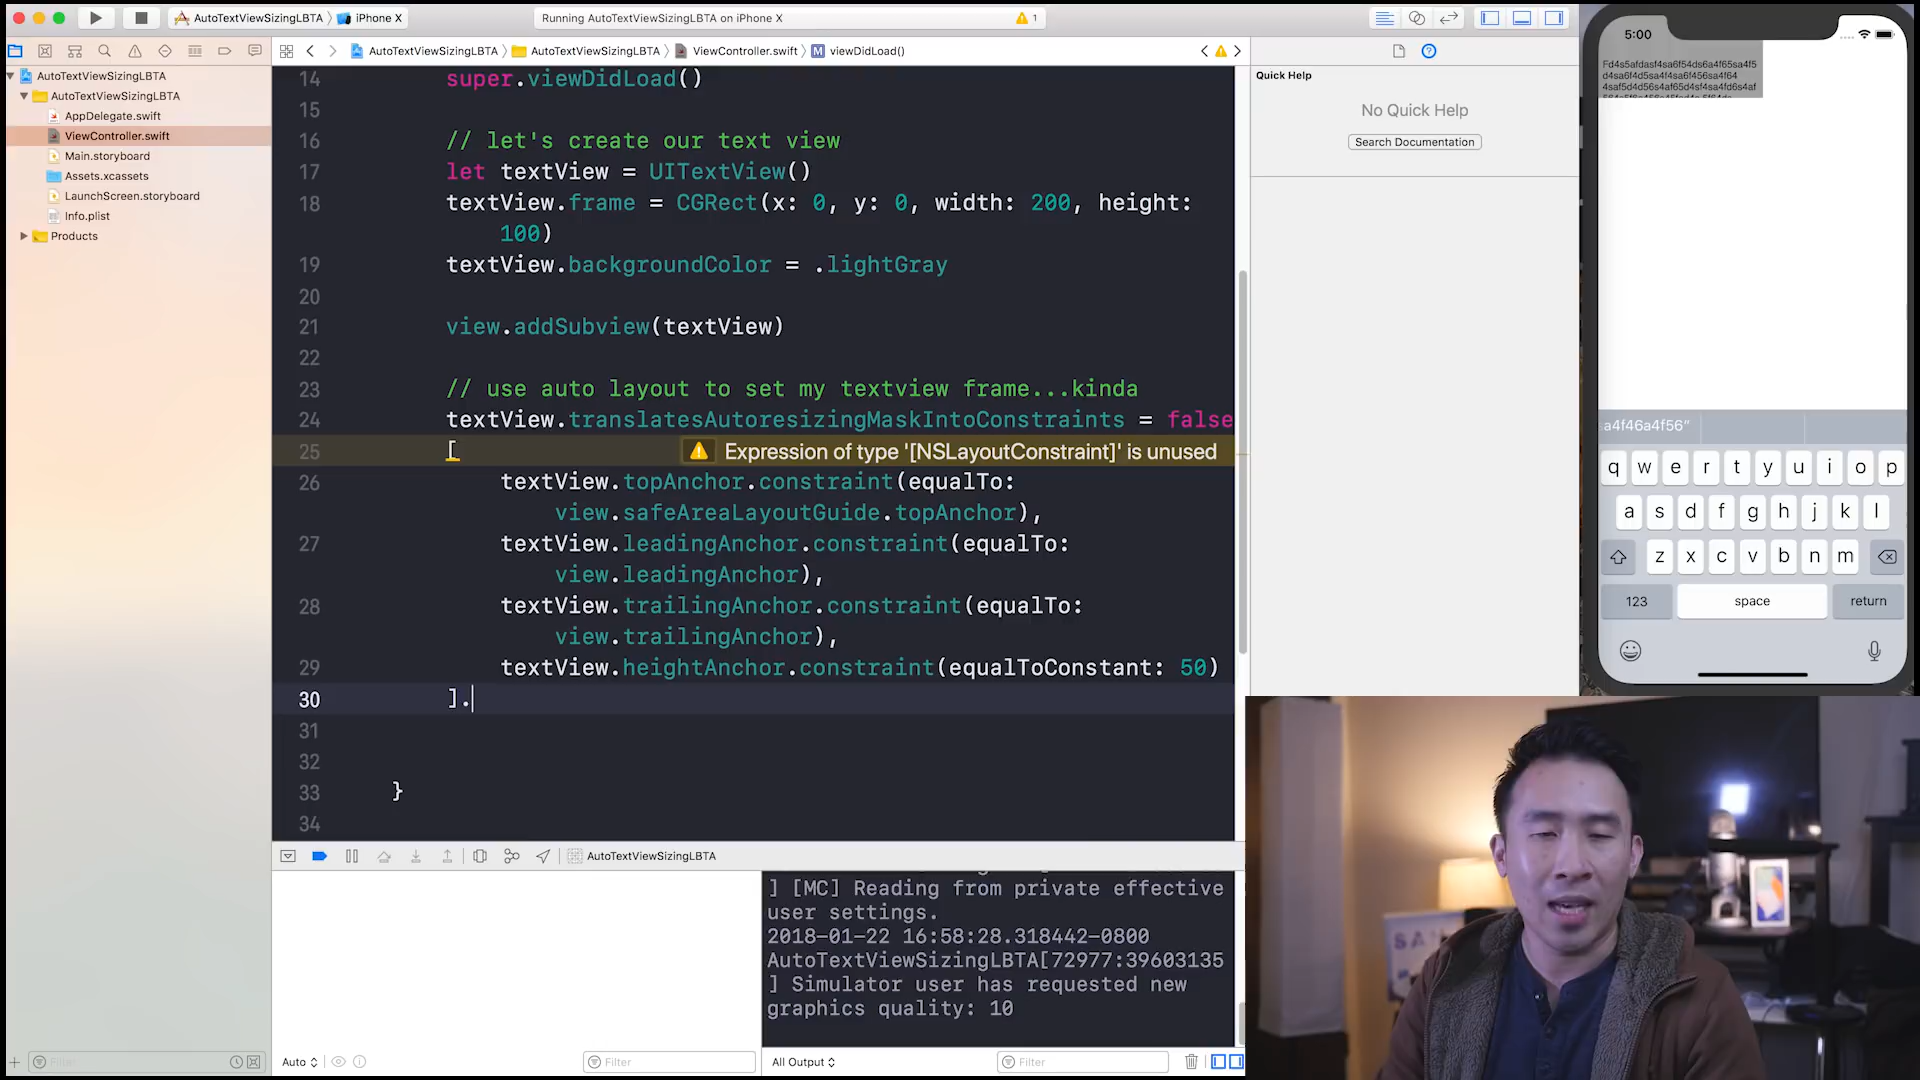 AutoTextViewSizingLBTA
iPhone X
Running AutoTextViewSizingLBTA on iPhone X
1
AutoTextViewSizingLBTA
AutoTextViewSizingLBTA
ViewController.swift
M viewDidLoad()
AutoTextViewSizingLBTA
AutoTextViewSizingLBTA
AppDelegate.swift
ViewController.swift
Main.storyboard
Assets.xcassets
LaunchScreen.storyboard
Info.plist
Products
14 super.viewDidLoad()
15
16 // let's create our text view
17 let textView = UITextView()
18 textView.frame = CGRect(x: 0, y: 0, width: 200, height:
100)
19 textView.backgroundColor = .lightGray
20
21 view.addSubview(textView)
22
23 // use auto layout to set my textview frame...kinda
24 textView.translatesAutoresizingMaskIntoConstraints = false
25 [ Expression of type '[NSLayoutConstraint]' is unused
26 textView.topAnchor.constraint(equalTo:
view.safeAreaLayoutGuide.topAnchor),
27 textView.leadingAnchor.constraint(equalTo:
view.leadingAnchor),
28 textView.trailingAnchor.constraint(equalTo:
view.trailingAnchor),
29 textView.heightAnchor.constraint(equalToConstant: 50)
30 ].
31
32
33 }
34
AutoTextViewSizingLBTA
] [MC] Reading from private effective
user settings.
2018-01-22 16:58:28.318442-0800
AutoTextViewSizingLBTA[72977:39603135
] Simulator user has requested new
graphics quality: 10
Filter
Auto
Filter
All Output
Filter
Quick Help
No Quick Help
Search Documentation
5:00
Fd4sa5afdasf4sa6f54ds6a4f65sa4f5
d4sa6f4d5sa4f4sa6f456sa4f64
4saf5d4d56s4af65d4sf4sa4fd6s4af
a4f46a4f56"
q w e r t y u i o p
a s d f g h j k l
z x c v b n m
123 space return